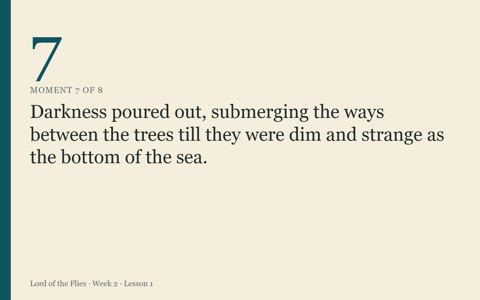 7
MOMENT 7 OF 8
Darkness poured out, submerging the ways
between the trees till they were dim and strange as
the bottom of the sea.
Lord of the Flies · Week 2 · Lesson 1